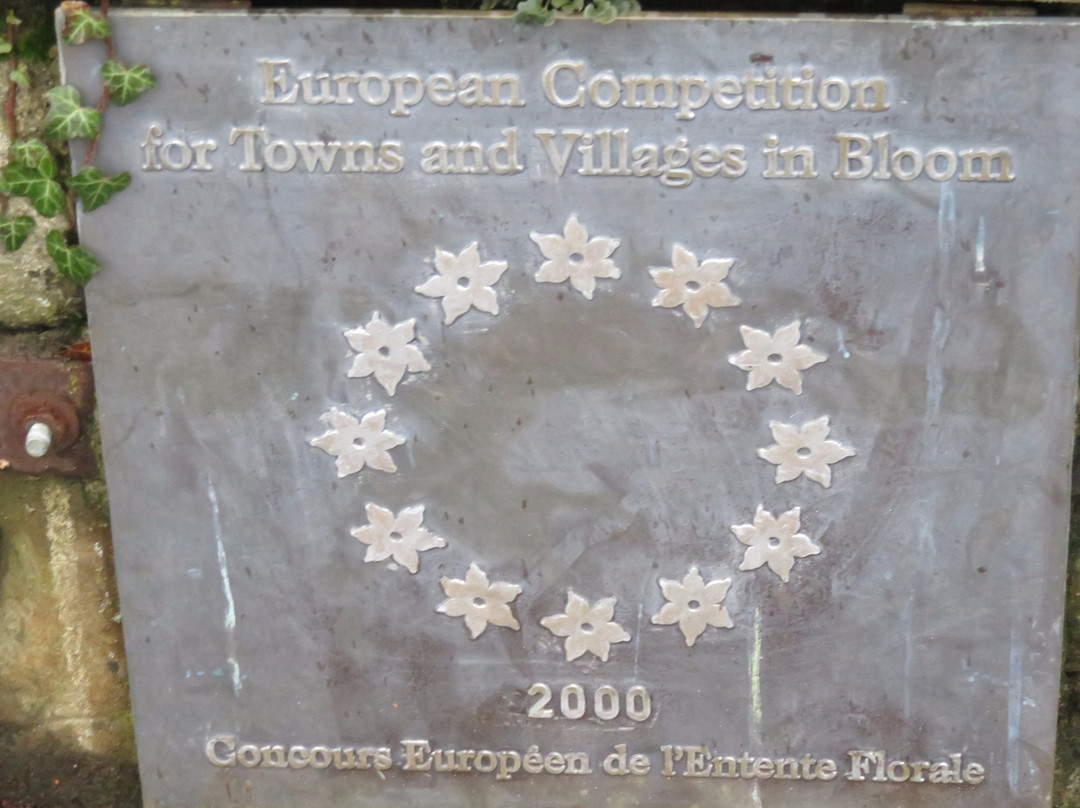 European Competition
for Towns and Villages in Bloom
2000
Concours Européen de l'Entente Florale